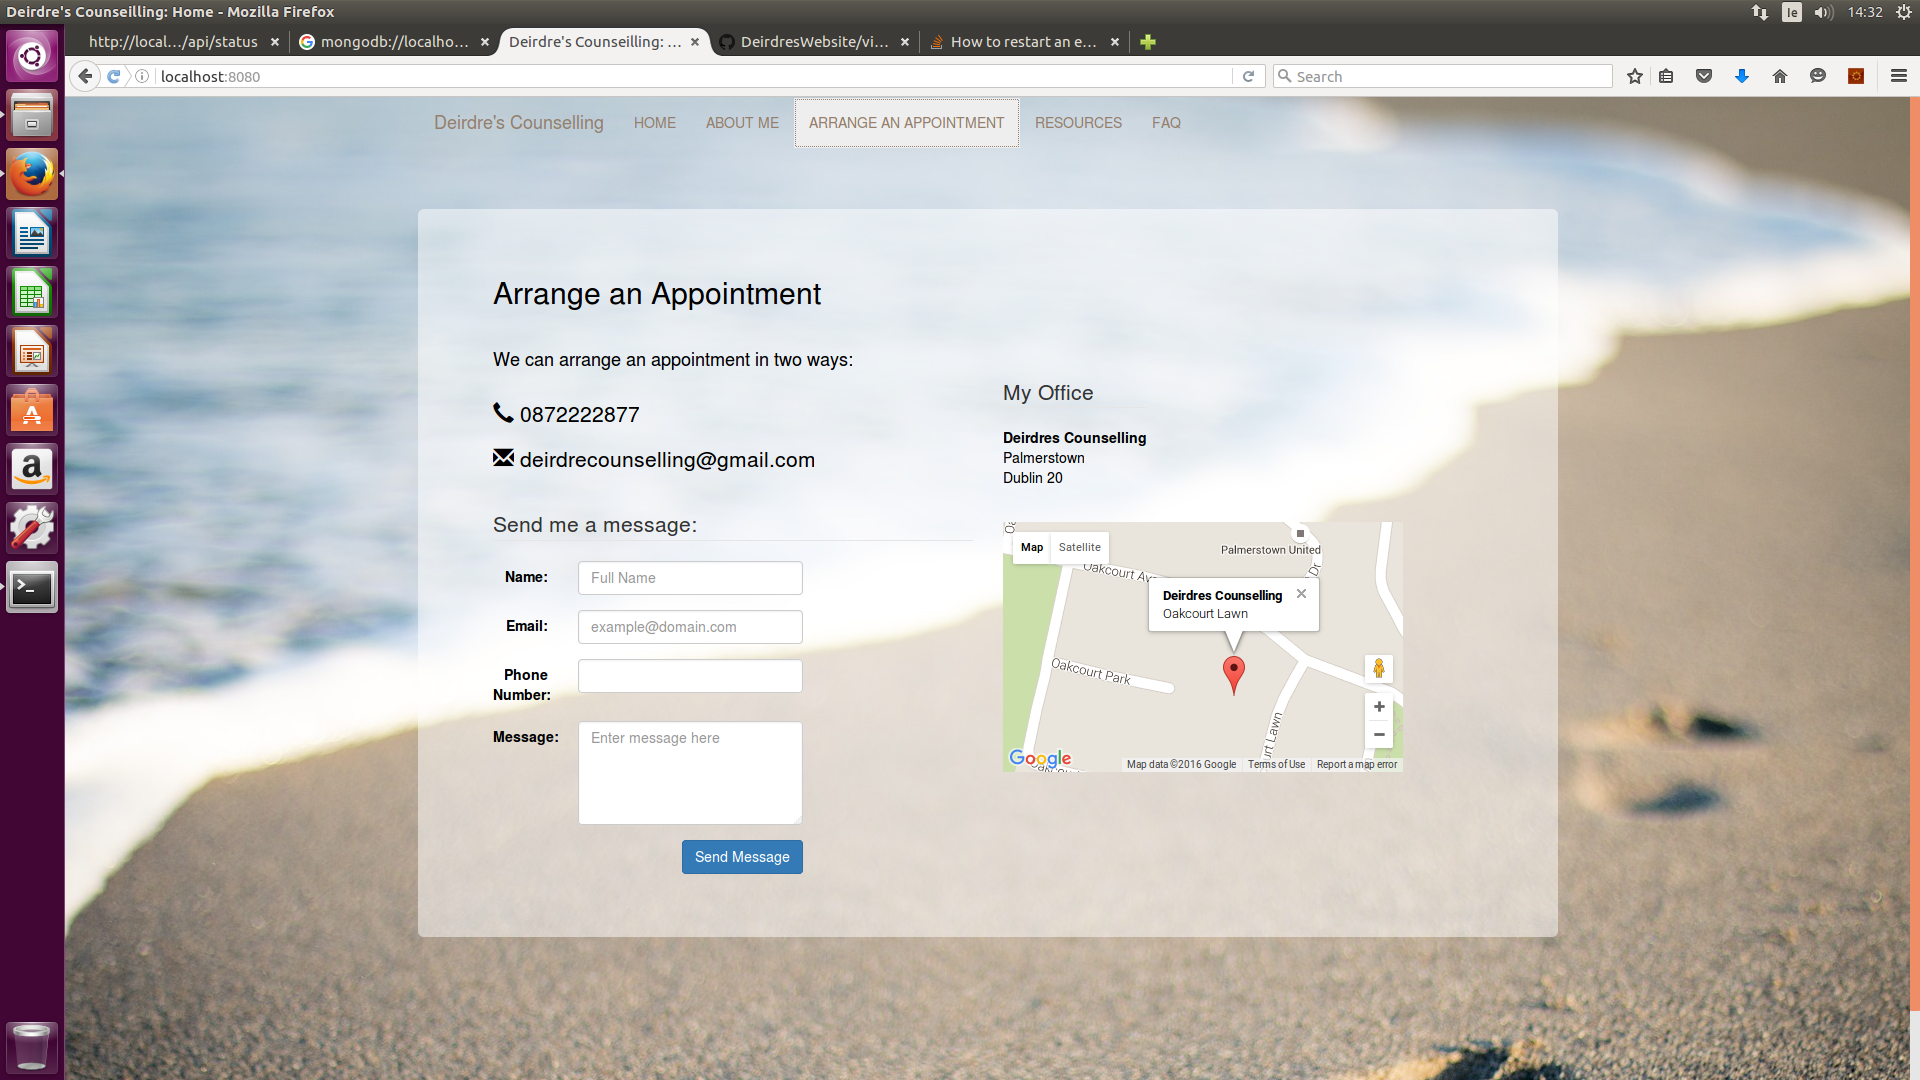 Deirdre's Counseilling: Home - Mozilla Firefox
Ie
14:32
http://local.../api/status
mongodb://localho...
Deirdre's Counseilling: ...
DeirdresWebsite/vi...
How to restart an e...
localhost:8080
Search
Deirdre's Counselling
HOME
ABOUT ME
ARRANGE AN APPOINTMENT
RESOURCES
FAQ
Arrange an Appointment
We can arrange an appointment in two ways:
0872222877
deirdrecounselling@gmail.com
Send me a message:
Name:
Full Name
Email:
example@domain.com
Phone
Number:
Message:
Enter message here
Send Message
My Office
Deirdres Counselling
Palmerstown
Dublin 20
Map
Satellite
Palmerstown United
Oakcourt Av
Dr
Deirdres Counselling
Oakcourt Lawn
Oakcourt Park
urt Lawn
Google
Map data ©2016 Google
Terms of Use
Report a map error